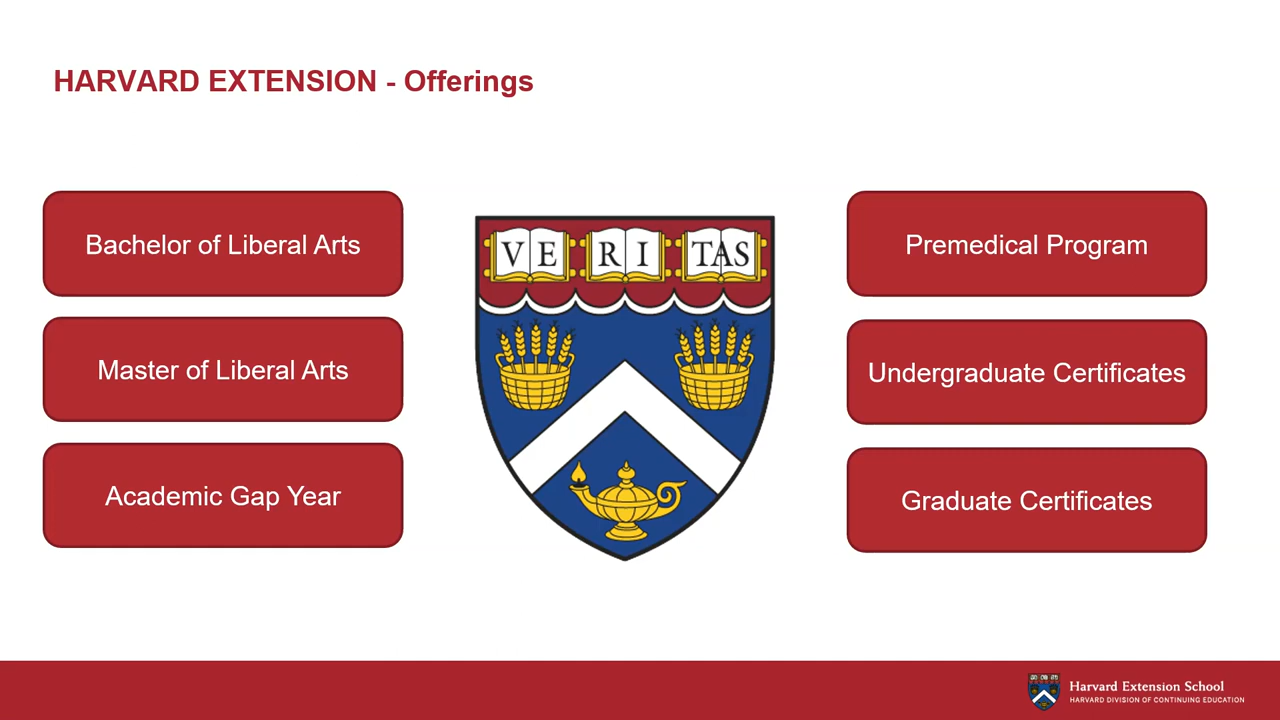 HARVARD EXTENSION - Offerings
Bachelor of Liberal Arts
Master of Liberal Arts
Academic Gap Year
VE RI TAS
Premedical Program
Undergraduate Certificates
Graduate Certificates
Harvard Extension School
HARVARD DIVISION OF CONTINUING EDUCATION